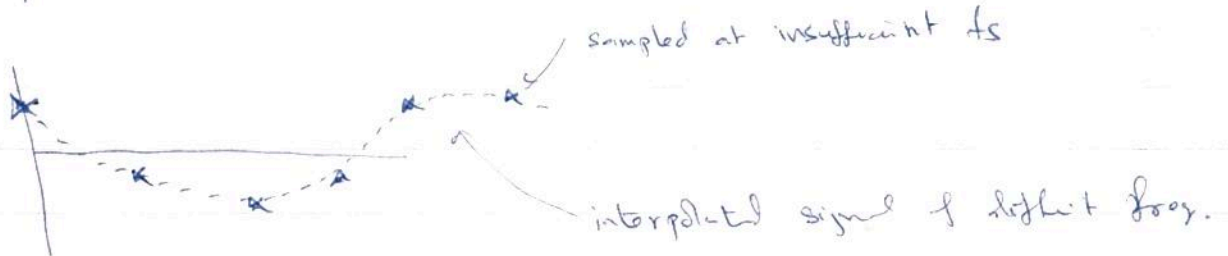 sampled at insufficient fs
interpolated signal of different freq.